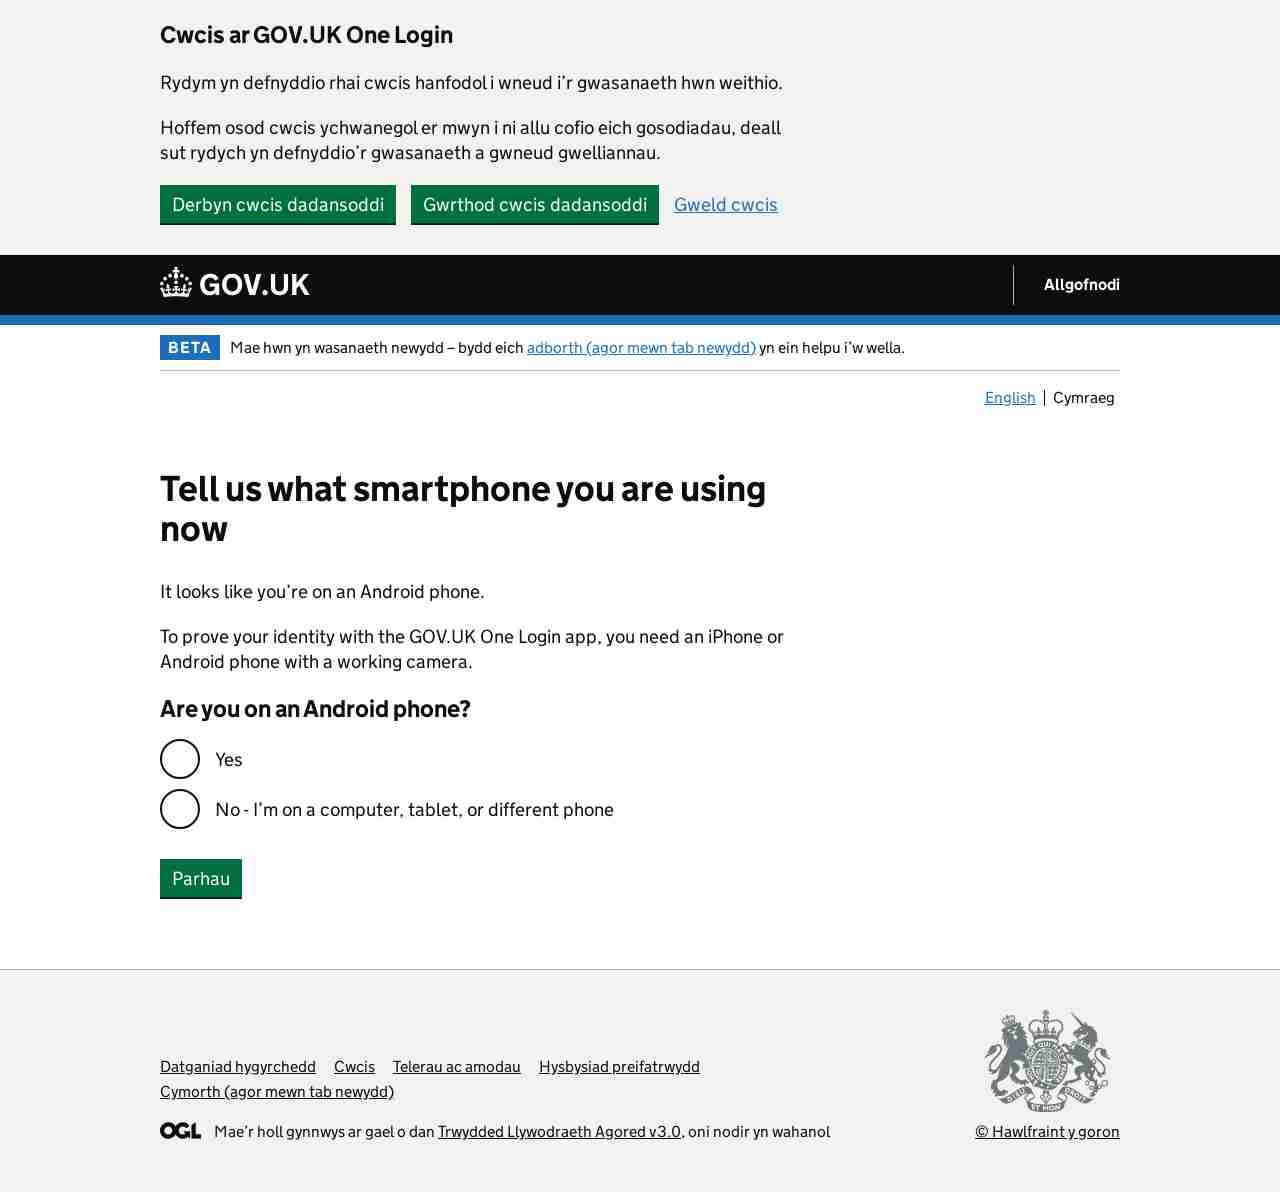 Cwcis ar GOV.UK One Login
Rydym yn defnyddio rhai cwcis hanfodol i wneud i’r gwasanaeth hwn weithio.
Hoffem osod cwcis ychwanegol er mwyn i ni allu cofio eich gosodiadau, deall
sut rydych yn defnyddio’r gwasanaeth a gwneud gwelliannau.
Derbyn cwcis dadansoddi Gwrthod cwcis dadansoddi Gweld cwcis
GOV.UK Allgofnodi
BETA Mae hwn yn wasanaeth newydd – bydd eich adborth (agor mewn tab newydd) yn ein helpu i’w wella.
English Cymraeg
Tell us what smartphone you are using
now
It looks like you’re on an Android phone.
To prove your identity with the GOV.UK One Login app, you need an iPhone or
Android phone with a working camera.
Are you on an Android phone?
Yes
No - I’m on a computer, tablet, or different phone
Parhau
Datganiad hygyrchedd Cwcis Telerau ac amodau Hysbysiad preifatrwydd
Cymorth (agor mewn tab newydd)
OGL Mae’r holl gynnwys ar gael o dan Trwydded Llywodraeth Agored v3.0, oni nodir yn wahanol
© Hawlfraint y goron